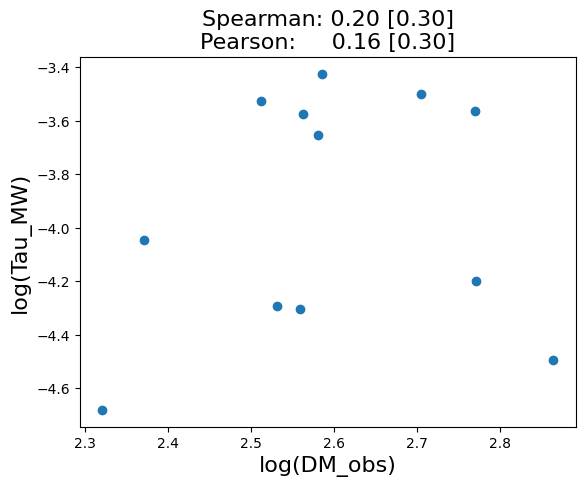 Spearman: 0.20 [0.30]
Pearson: 0.16 [0.30]
−3.4
−3.6
−3.8
−4.0
−4.2
−4.4
−4.6
log(Tau_MW)
2.3 2.4 2.5 2.6 2.7 2.8
log(DM_obs)